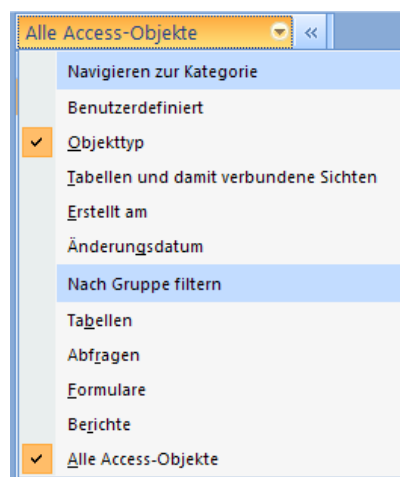 Alle Access-Objekte «
Navigieren zur Kategorie
Benutzerdefiniert
Objekttyp
Tabellen und damit verbundene Sichten
Erstellt am
Änderungsdatum
Nach Gruppe filtern
Tabellen
Abfragen
Formulare
Berichte
Alle Access-Objekte